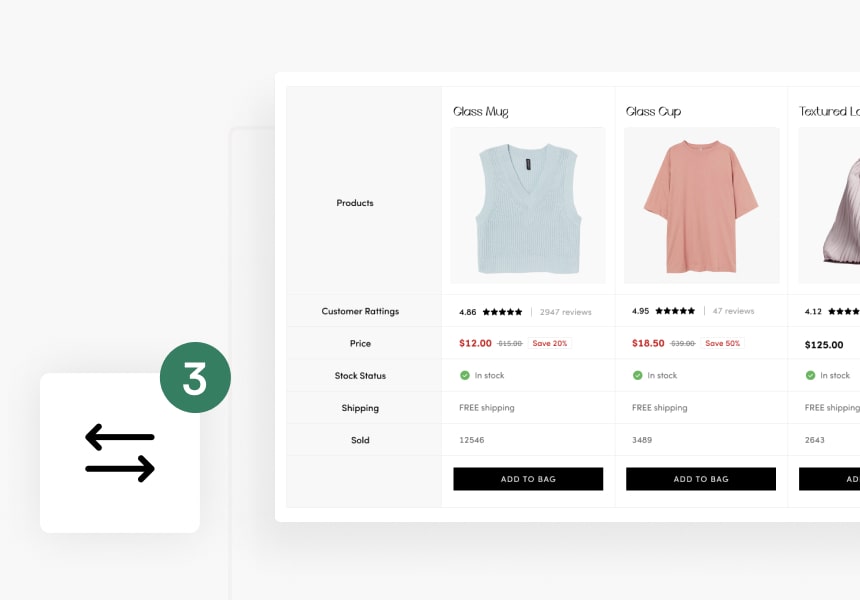 Glass Mug Glass Cup Textured Lo
Products
Customer Rattings 4.86 2947 reviews 4.95 47 reviews 4.12
Price $12.00 $15.00 Save 20% $18.50 $39.00 Save 50% $125.00
Stock Status In stock In stock In stock
Shipping FREE shipping FREE shipping FREE shipping
Sold 12546 3489 2643
ADD TO BAG ADD TO BAG AD
3